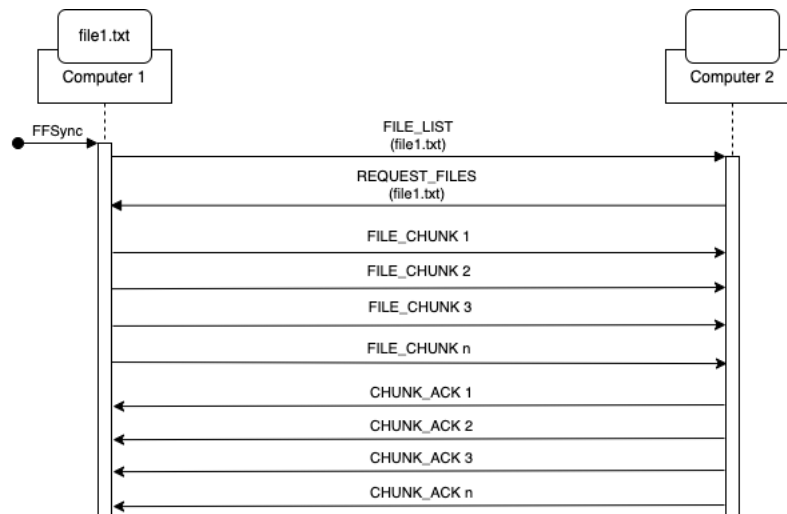 file1.txt
Computer 1
Computer 2
FFSync
FILE_LIST
(file1.txt)
REQUEST_FILES
(file1.txt)
FILE_CHUNK 1
FILE_CHUNK 2
FILE_CHUNK 3
FILE_CHUNK n
CHUNK_ACK 1
CHUNK_ACK 2
CHUNK_ACK 3
CHUNK_ACK n